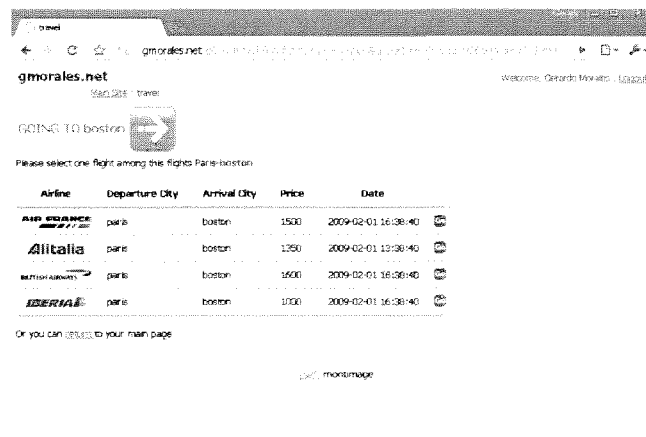 travel
gmorales.net
gmorales.net
Welcome, Gerardo Morales. Logout
Main Site : travel
GOING TO boston
Please select one flight among this flights Paris-boston
Airline Departure City Arrival City Price Date
AIR FRANCE paris boston 1500 2009-02-01 16:38:40
Alitalia paris boston 1350 2009-02-01 13:38:40
BRITISH AIRWAYS paris boston 1600 2009-02-01 16:38:40
IBERIA paris boston 1000 2009-02-01 16:38:40
Or you can return to your main page
montimage